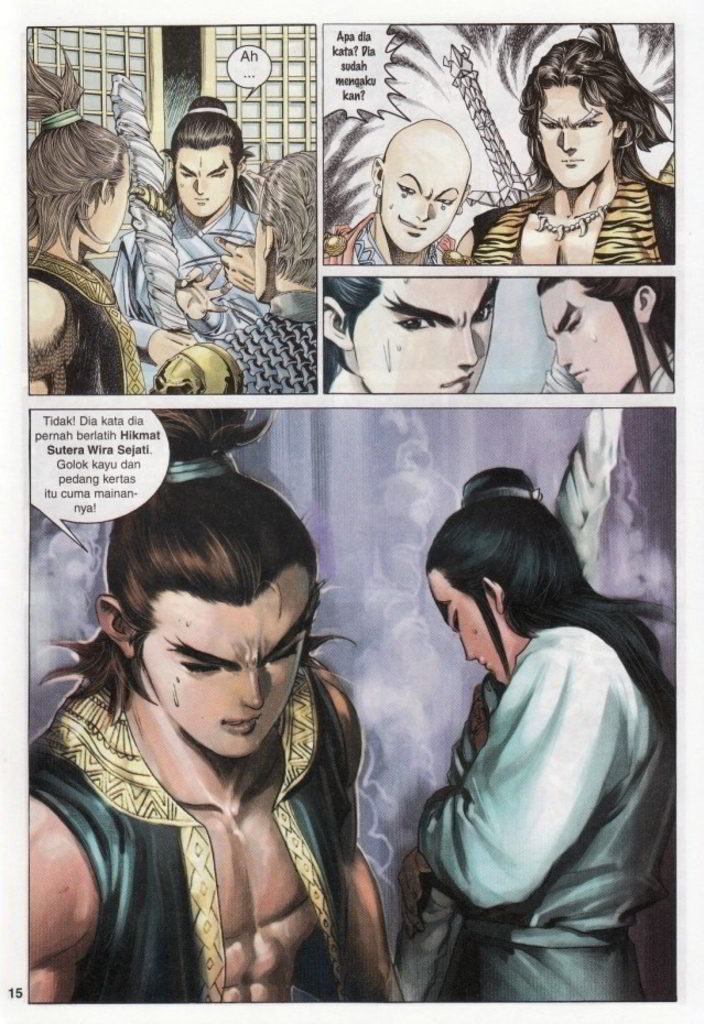 Ah
...
Apa dia
kata? Dia
sudah
mengaku
kan?
Tidak! Dia kata dia
pernah berlatih Hikmat
Sutera Wira Sejati.
Golok kayu dan
pedang kertas
itu cuma mainan-
nya!
15